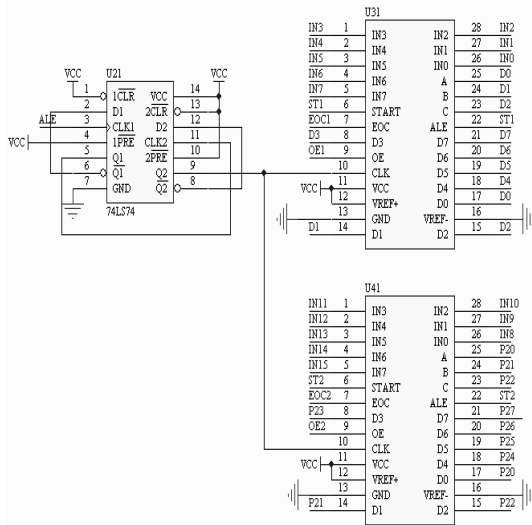 U21
VCC
VCC
1 1CLR VCC 14
2 D1 2CLR 13
ALE 3 CLK1 D2 12
VCC 4 1PRE CLK2 11
5 Q1 2PRE 10
6 Q1 Q2 9
7 GND Q2 8
74LS74
U31
IN3 1 IN3 IN2 28 IN2
IN4 2 IN4 IN1 27 IN1
IN5 3 IN5 IN0 26 IN0
IN6 4 IN6 A 25 D0
IN7 5 IN7 B 24 D1
ST1 6 START C 23 D2
EOC1 7 EOC ALE 22 ST1
D3 8 D3 D7 21 D7
OE1 9 OE D6 20 D6
10 CLK D5 19 D5
VCC 11 VCC D4 18 D4
12 VREF+ D0 17 D0
13 GND VREF- 16
D1 14 D1 D2 15 D2
U41
IN11 1 IN3 IN2 28 IN10
IN12 2 IN4 IN1 27 IN9
IN13 3 IN5 IN0 26 IN8
IN14 4 IN6 A 25 P20
IN15 5 IN7 B 24 P21
ST2 6 START C 23 P22
EOC2 7 EOC ALE 22 ST2
P23 8 D3 D7 21 P27
OE2 9 OE D6 20 P26
10 CLK D5 19 P25
VCC 11 VCC D4 18 P24
12 VREF+ D0 17 P20
13 GND VREF- 16
P21 14 D1 D2 15 P22